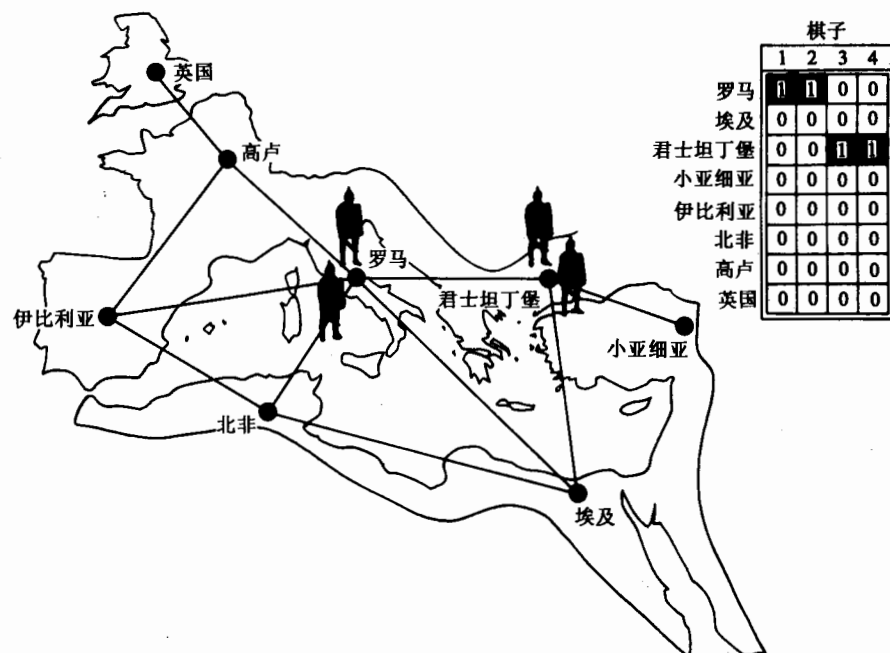 棋子
1 2 3 4
罗马 1 1 0 0
埃及 0 0 0 0
君士坦丁堡 0 0 1 1
小亚细亚 0 0 0 0
伊比利亚 0 0 0 0
北非 0 0 0 0
高卢 0 0 0 0
英国 0 0 0 0
英国
高卢
罗马
君士坦丁堡
伊比利亚
小亚细亚
北非
埃及